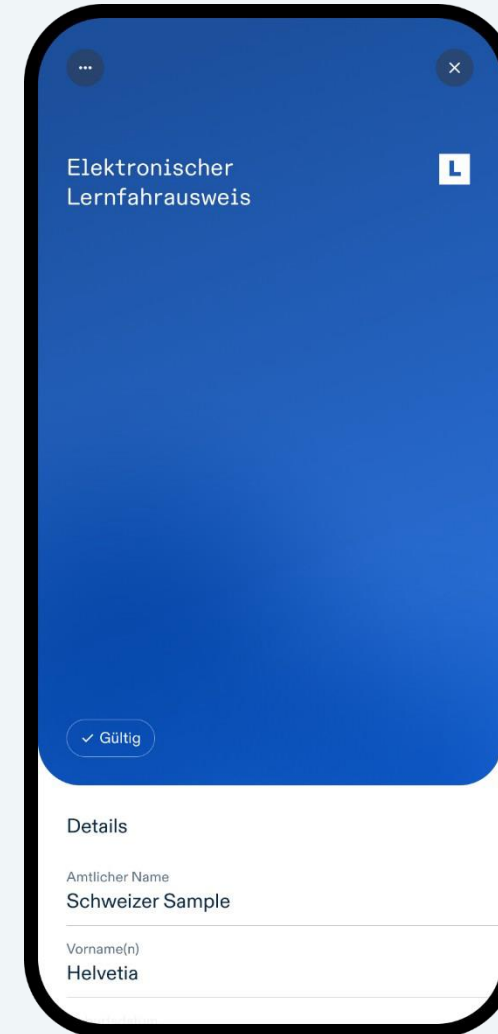 Elektronischer
Lernfahrausweis
L
Gültig
Details
Amtlicher Name
Schweizer Sample
Vorname(n)
Helvetia